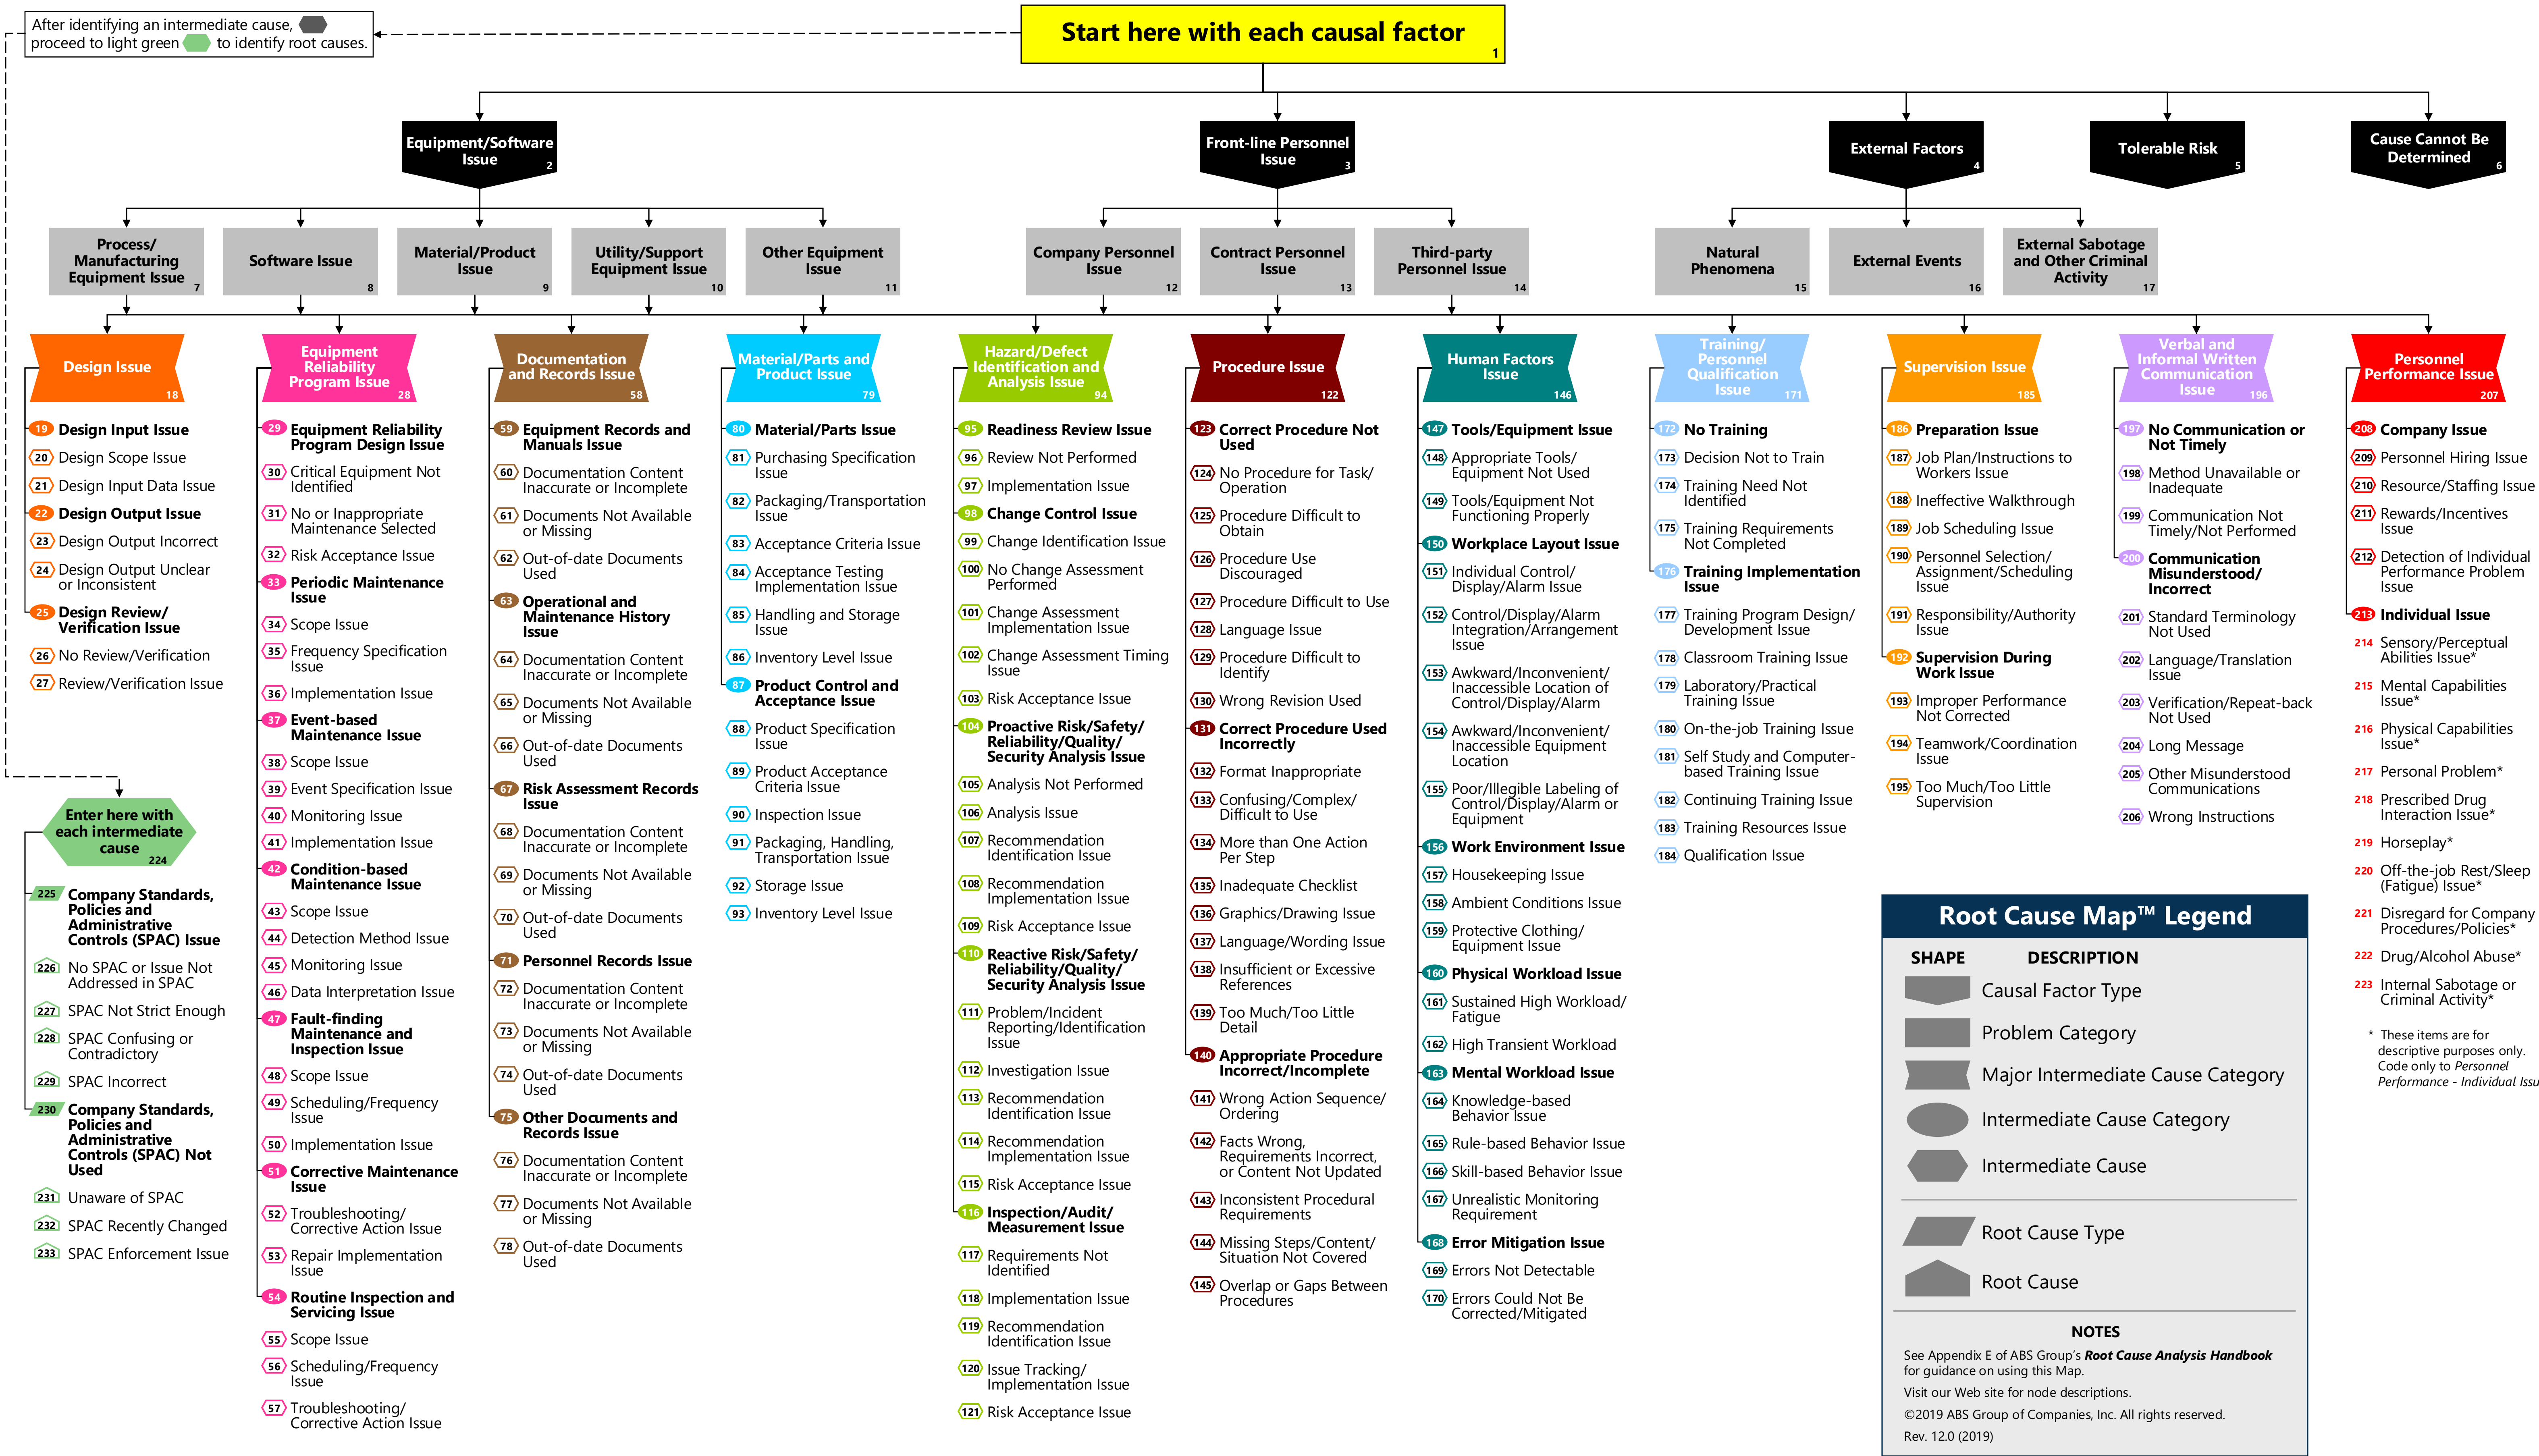 After identifying an intermediate cause,
proceed to light green to identify root causes.
Start here with each causal factor
1
Equipment/Software
Issue
2
Front-line Personnel
Issue
3
External Factors
4
Tolerable Risk
5
Cause Cannot Be
Determined
6
Process/
Manufacturing
Equipment Issue
7
Software Issue
8
Material/Product
Issue
9
Utility/Support
Equipment Issue
10
Other Equipment
Issue
11
Company Personnel
Issue
12
Contract Personnel
Issue
13
Third-party
Personnel Issue
14
Natural
Phenomena
15
External Events
16
External Sabotage
and Other Criminal
Activity
17
Design Issue
18
19 Design Input Issue
20 Design Scope Issue
21 Design Input Data Issue
22 Design Output Issue
23 Design Output Incorrect
24 Design Output Unclear
or Inconsistent
25 Design Review/
Verification Issue
26 No Review/Verification
27 Review/Verification Issue
Enter here with
each intermediate
cause
224
225 Company Standards,
Policies and
Administrative
Controls (SPAC) Issue
226 No SPAC or Issue Not
Addressed in SPAC
227 SPAC Not Strict Enough
228 SPAC Confusing or
Contradictory
229 SPAC Incorrect
230 Company Standards,
Policies and
Administrative
Controls (SPAC) Not
Used
231 Unaware of SPAC
232 SPAC Recently Changed
233 SPAC Enforcement Issue
Equipment
Reliability
Program Issue
28
29 Equipment Reliability
Program Design Issue
30 Critical Equipment Not
Identified
31 No or Inappropriate
Maintenance Selected
32 Risk Acceptance Issue
33 Periodic Maintenance
Issue
34 Scope Issue
35 Frequency Specification
Issue
36 Implementation Issue
37 Event-based
Maintenance Issue
38 Scope Issue
39 Event Specification Issue
40 Monitoring Issue
41 Implementation Issue
42 Condition-based
Maintenance Issue
43 Scope Issue
44 Detection Method Issue
45 Monitoring Issue
46 Data Interpretation Issue
47 Fault-finding
Maintenance and
Inspection Issue
48 Scope Issue
49 Scheduling/Frequency
Issue
50 Implementation Issue
51 Corrective Maintenance
Issue
52 Troubleshooting/
Corrective Action Issue
53 Repair Implementation
Issue
54 Routine Inspection and
Servicing Issue
55 Scope Issue
56 Scheduling/Frequency
Issue
57 Troubleshooting/
Corrective Action Issue
Documentation
and Records Issue
58
59 Equipment Records and
Manuals Issue
60 Documentation Content
Inaccurate or Incomplete
61 Documents Not Available
or Missing
62 Out-of-date Documents
Used
63 Operational and
Maintenance History
Issue
64 Documentation Content
Inaccurate or Incomplete
65 Documents Not Available
or Missing
66 Out-of-date Documents
Used
67 Risk Assessment Records
Issue
68 Documentation Content
Inaccurate or Incomplete
69 Documents Not Available
or Missing
70 Out-of-date Documents
Used
71 Personnel Records Issue
72 Documentation Content
Inaccurate or Incomplete
73 Documents Not Available
or Missing
74 Out-of-date Documents
Used
75 Other Documents and
Records Issue
76 Documentation Content
Inaccurate or Incomplete
77 Documents Not Available
or Missing
78 Out-of-date Documents
Used
Material/Parts and
Product Issue
79
80 Material/Parts Issue
81 Purchasing Specification
Issue
82 Packaging/Transportation
Issue
83 Acceptance Criteria Issue
84 Acceptance Testing
Implementation Issue
85 Handling and Storage
Issue
86 Inventory Level Issue
87 Product Control and
Acceptance Issue
88 Product Specification
Issue
89 Product Acceptance
Criteria Issue
90 Inspection Issue
91 Packaging, Handling,
Transportation Issue
92 Storage Issue
93 Inventory Level Issue
Hazard/Defect
Identification and
Analysis Issue
94
95 Readiness Review Issue
96 Review Not Performed
97 Implementation Issue
98 Change Control Issue
99 Change Identification Issue
100 No Change Assessment
Performed
101 Change Assessment
Implementation Issue
102 Change Assessment Timing
Issue
103 Risk Acceptance Issue
104 Proactive Risk/Safety/
Reliability/Quality/
Security Analysis Issue
105 Analysis Not Performed
106 Analysis Issue
107 Recommendation
Identification Issue
108 Recommendation
Implementation Issue
109 Risk Acceptance Issue
110 Reactive Risk/Safety/
Reliability/Quality/
Security Analysis Issue
111 Problem/Incident
Reporting/Identification
Issue
112 Investigation Issue
113 Recommendation
Identification Issue
114 Recommendation
Implementation Issue
115 Risk Acceptance Issue
116 Inspection/Audit/
Measurement Issue
117 Requirements Not
Identified
118 Implementation Issue
119 Recommendation
Identification Issue
120 Issue Tracking/
Implementation Issue
121 Risk Acceptance Issue
Procedure Issue
122
123 Correct Procedure Not
Used
124 No Procedure for Task/
Operation
125 Procedure Difficult to
Obtain
126 Procedure Use
Discouraged
127 Procedure Difficult to Use
128 Language Issue
129 Procedure Difficult to
Identify
130 Wrong Revision Used
131 Correct Procedure Used
Incorrectly
132 Format Inappropriate
133 Confusing/Complex/
Difficult to Use
134 More than One Action
Per Step
135 Inadequate Checklist
136 Graphics/Drawing Issue
137 Language/Wording Issue
138 Insufficient or Excessive
References
139 Too Much/Too Little
Detail
140 Appropriate Procedure
Incorrect/Incomplete
141 Wrong Action Sequence/
Ordering
142 Facts Wrong,
Requirements Incorrect,
or Content Not Updated
143 Inconsistent Procedural
Requirements
144 Missing Steps/Content/
Situation Not Covered
145 Overlap or Gaps Between
Procedures
Human Factors
Issue
146
147 Tools/Equipment Issue
148 Appropriate Tools/
Equipment Not Used
149 Tools/Equipment Not
Functioning Properly
150 Workplace Layout Issue
151 Individual Control/
Display/Alarm Issue
152 Control/Display/Alarm
Integration/Arrangement
Issue
153 Awkward/Inconvenient/
Inaccessible Location of
Control/Display/Alarm
154 Awkward/Inconvenient/
Inaccessible Equipment
Location
155 Poor/Illegible Labeling of
Control/Display/Alarm or
Equipment
156 Work Environment Issue
157 Housekeeping Issue
158 Ambient Conditions Issue
159 Protective Clothing/
Equipment Issue
160 Physical Workload Issue
161 Sustained High Workload/
Fatigue
162 High Transient Workload
163 Mental Workload Issue
164 Knowledge-based
Behavior Issue
165 Rule-based Behavior Issue
166 Skill-based Behavior Issue
167 Unrealistic Monitoring
Requirement
168 Error Mitigation Issue
169 Errors Not Detectable
170 Errors Could Not Be
Corrected/Mitigated
Training/
Personnel
Qualification
Issue
171
172 No Training
173 Decision Not to Train
174 Training Need Not
Identified
175 Training Requirements
Not Completed
176 Training Implementation
Issue
177 Training Program Design/
Development Issue
178 Classroom Training Issue
179 Laboratory/Practical
Training Issue
180 On-the-job Training Issue
181 Self Study and Computer-
based Training Issue
182 Continuing Training Issue
183 Training Resources Issue
184 Qualification Issue
Supervision Issue
185
186 Preparation Issue
187 Job Plan/Instructions to
Workers Issue
188 Ineffective Walkthrough
189 Job Scheduling Issue
190 Personnel Selection/
Assignment/Scheduling
Issue
191 Responsibility/Authority
Issue
192 Supervision During
Work Issue
193 Improper Performance
Not Corrected
194 Teamwork/Coordination
Issue
195 Too Much/Too Little
Supervision
Verbal and
Informal Written
Communication
Issue
196
197 No Communication or
Not Timely
198 Method Unavailable or
Inadequate
199 Communication Not
Timely/Not Performed
200 Communication
Misunderstood/
Incorrect
201 Standard Terminology
Not Used
202 Language/Translation
Issue
203 Verification/Repeat-back
Not Used
204 Long Message
205 Other Misunderstood
Communications
206 Wrong Instructions
Personnel
Performance Issue
207
208 Company Issue
209 Personnel Hiring Issue
210 Resource/Staffing Issue
211 Rewards/Incentives
Issue
212 Detection of Individual
Performance Problem
Issue
213 Individual Issue
214 Sensory/Perceptual
Abilities Issue*
215 Mental Capabilities
Issue*
216 Physical Capabilities
Issue*
217 Personal Problem*
218 Prescribed Drug
Interaction Issue*
219 Horseplay*
220 Off-the-job Rest/Sleep
(Fatigue) Issue*
221 Disregard for Company
Procedures/Policies*
222 Drug/Alcohol Abuse*
223 Internal Sabotage or
Criminal Activity*
* These items are for
descriptive purposes only.
Code only to Personnel
Performance - Individual Issu
Root Cause Map™ Legend
SHAPE DESCRIPTION
Causal Factor Type
Problem Category
Major Intermediate Cause Category
Intermediate Cause Category
Intermediate Cause
Root Cause Type
Root Cause
NOTES
See Appendix E of ABS Group's Root Cause Analysis Handbook
for guidance on using this Map.
Visit our Web site for node descriptions.
©2019 ABS Group of Companies, Inc. All rights reserved.
Rev. 12.0 (2019)